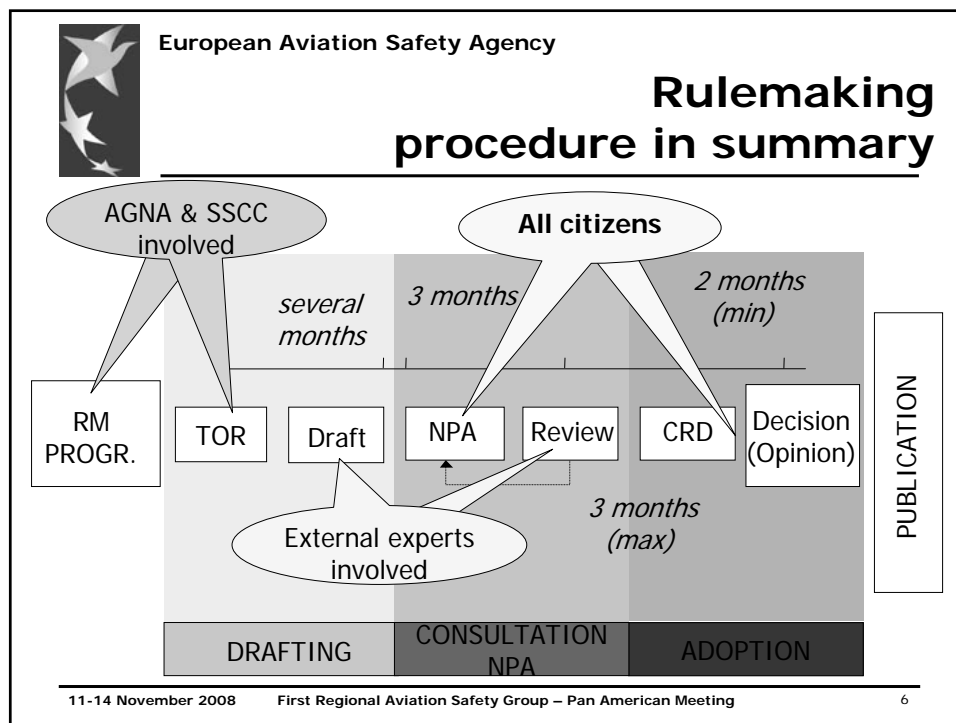 European Aviation Safety Agency
Rulemaking
procedure in summary
AGNA & SSCC
involved
All citizens
several
months
3 months
2 months
(min)
RM
PROGR.
TOR
Draft
NPA
Review
CRD
Decision
(Opinion)
PUBLICATION
External experts
involved
3 months
(max)
DRAFTING
CONSULTATION
NPA
ADOPTION
11-14 November 2008 First Regional Aviation Safety Group – Pan American Meeting 6